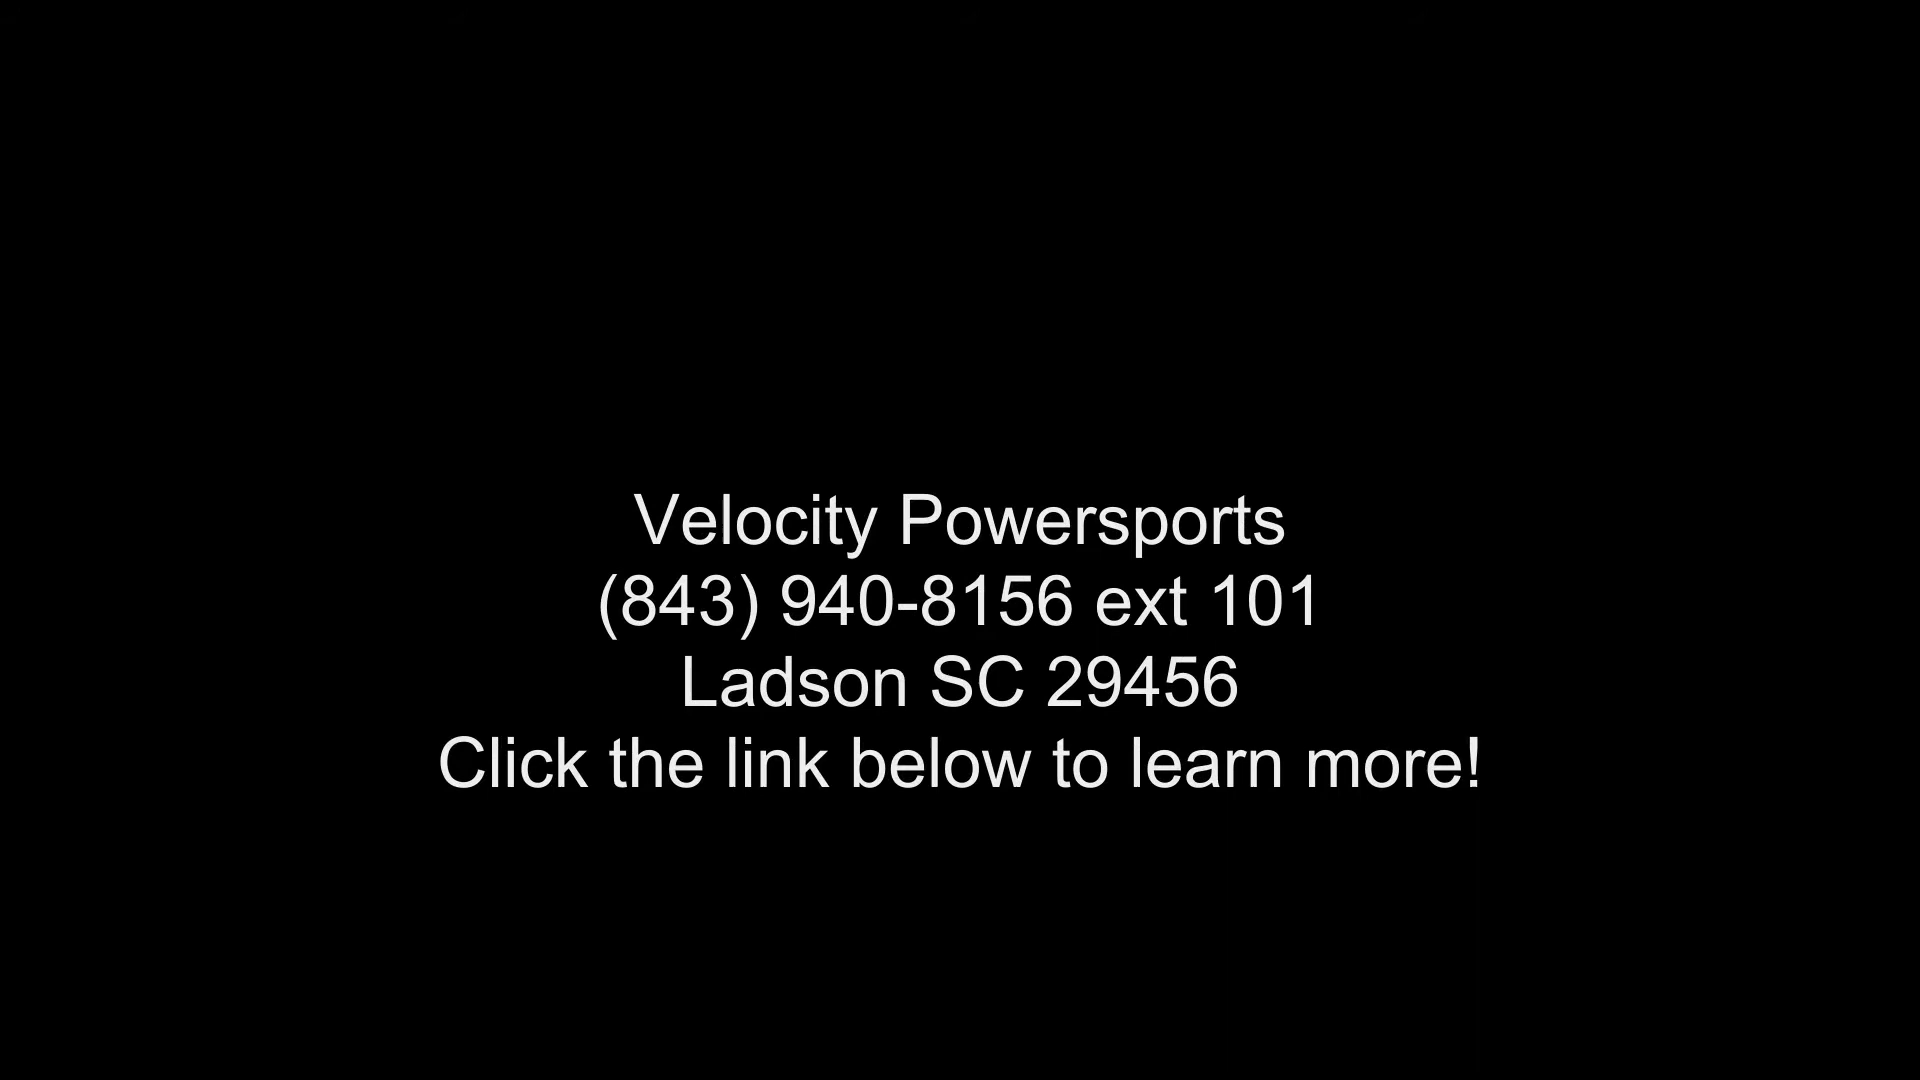 Velocity Powersports
(843) 940-8156 ext 101
Ladson SC 29456
Click the link below to learn more!